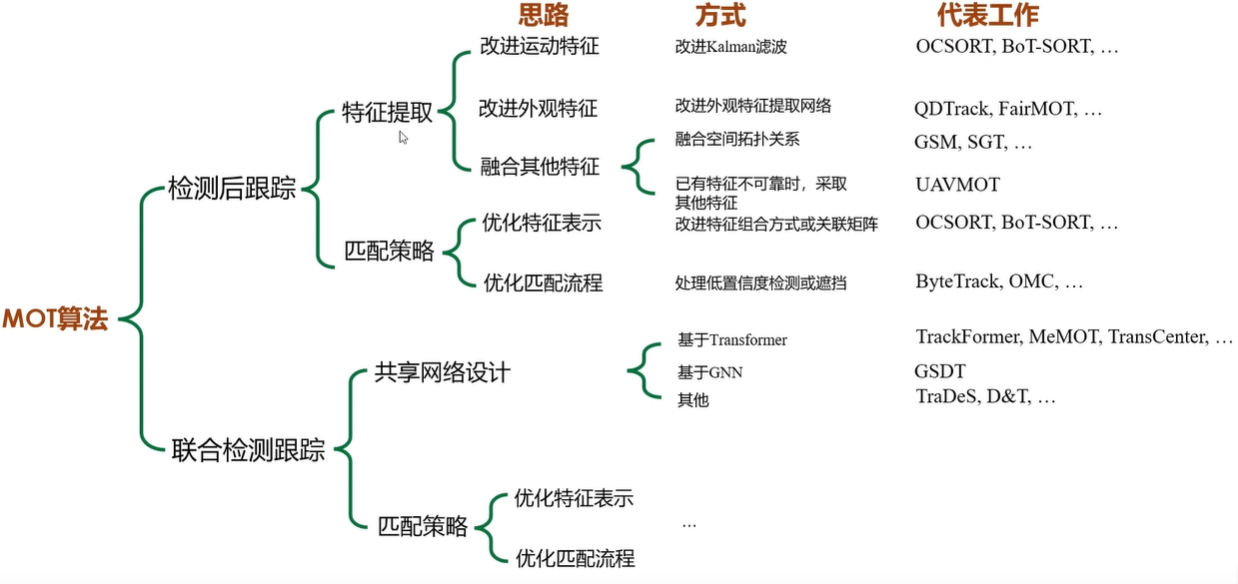 思路 方式 代表工作
改进运动特征 改进Kalman滤波 OCSORT, BoT-SORT, …
特征提取 改进外观特征 改进外观特征提取网络 QDTrack, FairMOT, …
融合空间拓扑关系 GSM, SGT, …
融合其他特征
检测后跟踪 已有特征不可靠时，采取 UAVMOT
其他特征
优化特征表示 改进特征组合方式或关联矩阵 OCSORT, BoT-SORT, …
匹配策略
优化匹配流程 处理低置信度检测或遮挡 ByteTrack, OMC, …
MOT算法
基于Transformer TrackFormer, MeMOT, TransCenter, …
共享网络设计 基于GNN GSDT
其他 TraDeS, D&T, …
联合检测跟踪
优化特征表示
匹配策略 …
优化匹配流程